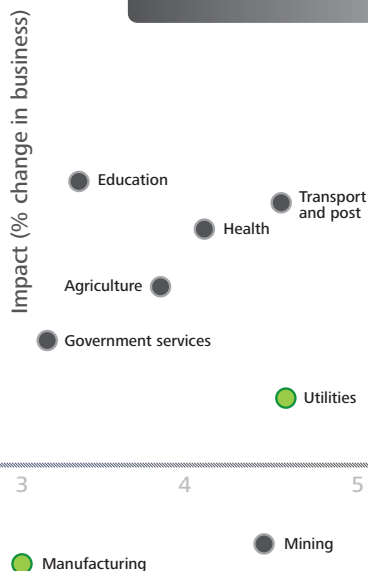 Impact (% change in business)
Education
Transport
and post
Health
Agriculture
Government services
Utilities
3 4 5
Mining
Manufacturing